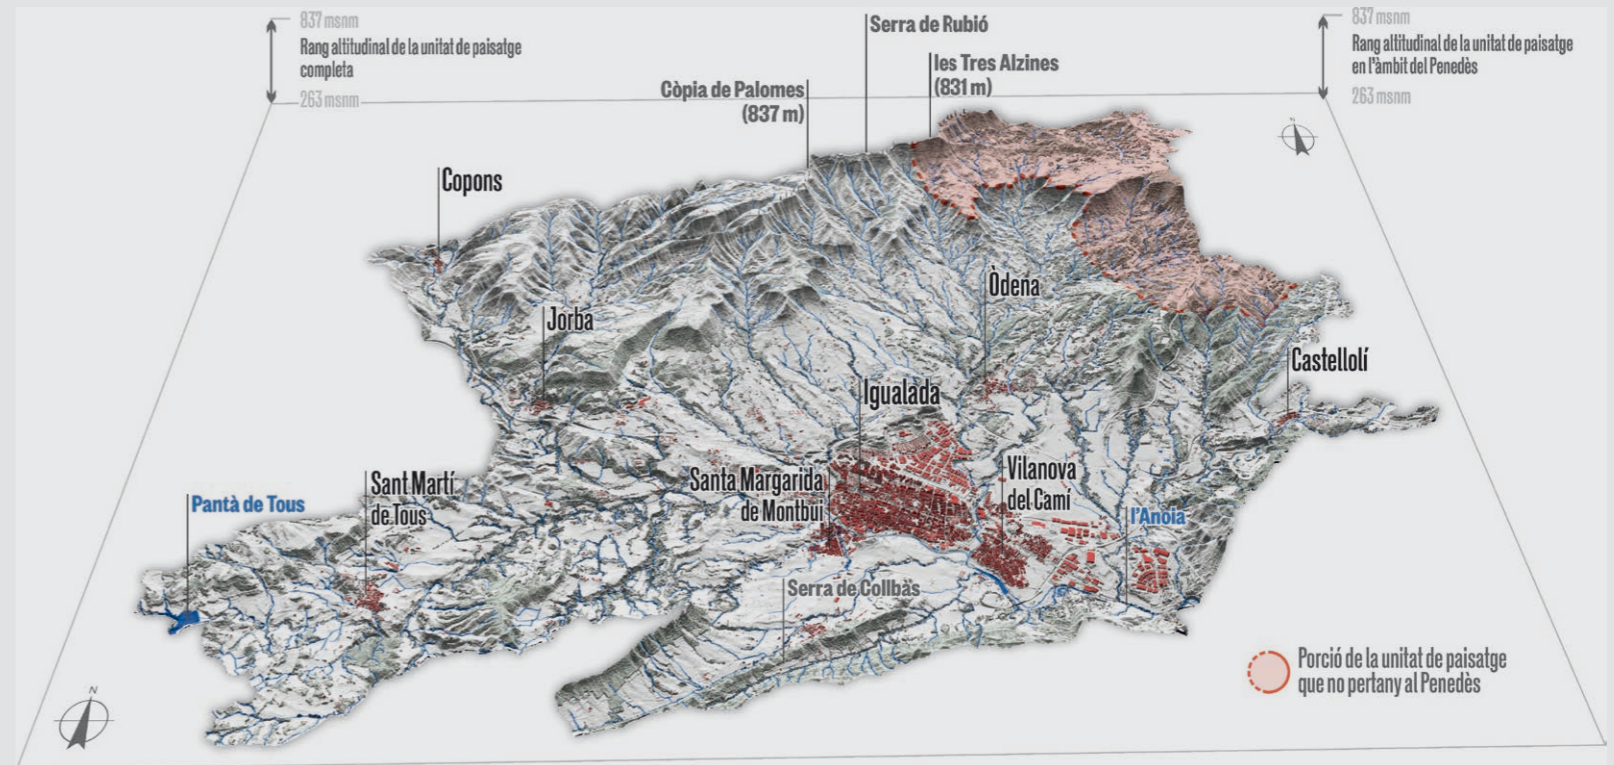 837 msnm
Rang altitudinal de la unitat de paisatge
completa
263 msnm
Serra de Rubió
les Tres Alzines
(831 m)
Còpia de Palomes
(837 m)
837 msnm
Rang altitudinal de la unitat de paisatge
en l'àmbit del Penedès
263 msnm
N
Copons
Òdena
Jorba
Castellolí
Igualada
Sant Martí
de Tous
Santa Margarida
de Montbui
Vilanova
del Camí
Pantà de Tous
l'Anoia
Serra de Collbàs
Porció de la unitat de paisatge
que no pertany al Penedès
N